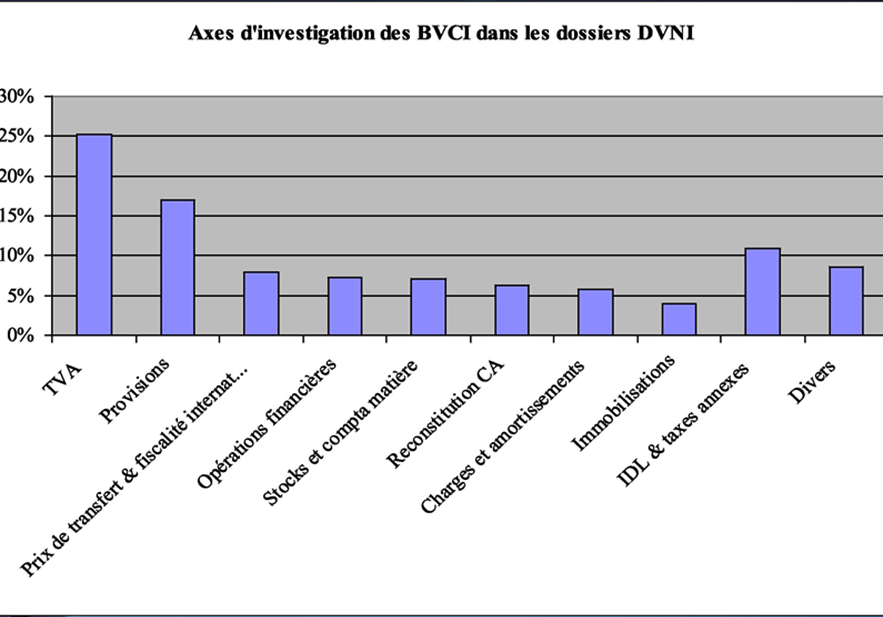 Axes d'investigation des BVCI dans les dossiers DVNI
30%
25%
20%
15%
10%
5%
0%
TVA
Provisions
Prix de transfert & fiscalité internat...
Opérations financières
Stocks et compta matière
Reconstitution CA
Charges et amortissements
Immobilisations
IDL & taxes annexes
Divers